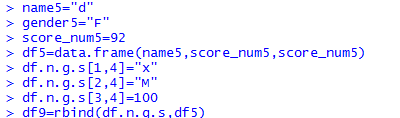 > name5="d"
> gender5="F"
> score_num5=92
> df5=data.frame(name5,score_num5,score_num5)
> df.n.g.s[1,4]="x"
> df.n.g.s[2,4]="M"
> df.n.g.s[3,4]=100
> df9=rbind(df.n.g.s,df5)